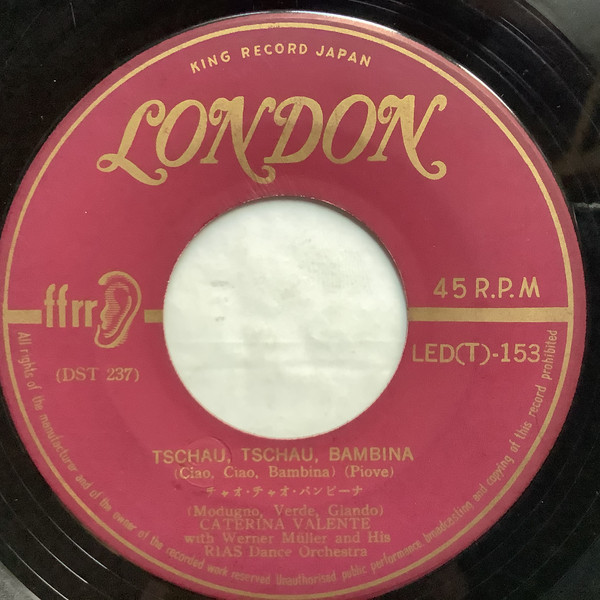 KING RECORD JAPAN
LONDON
ffrr
45 R.P.M
(DST 237)
LED(T)-153
TSCHAU, TSCHAU, BAMBINA
(Ciao, Ciao, Bambina) (Piove)
チャオ・チャオ・バンビーナ
(Modugno, Verde, Giando)
CATERINA VALENTE
with Werner Müller and His
RIAS Dance Orchestra
All rights of the manufacturer and of the owner of the recorded work reserved Unauthorised public performance broadcasting and copying of this record prohibited